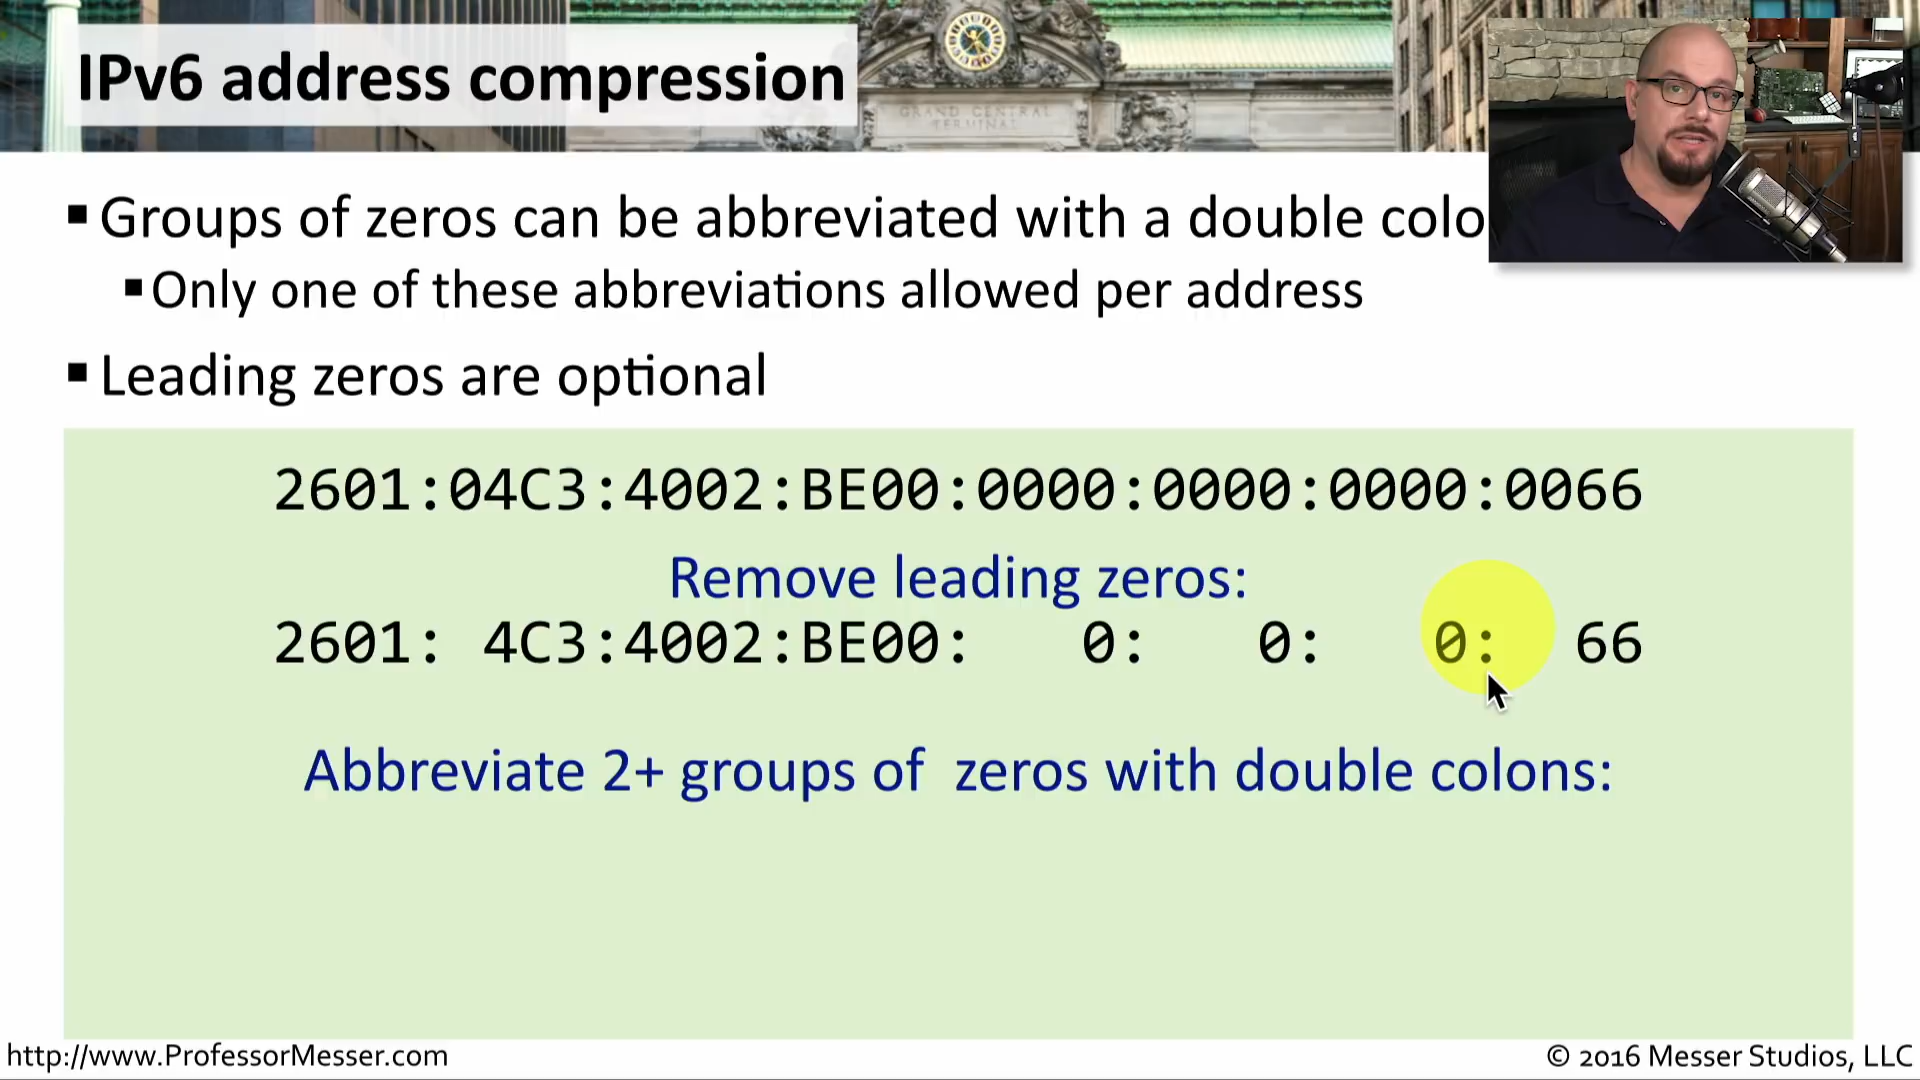 IPv6 address compression
GRAND CENTRAL
TERMINAL
▪Groups of zeros can be abbreviated with a double colo
▪Only one of these abbreviations allowed per address
▪Leading zeros are optional
2601:04C3:4002:BE00:0000:0000:0000:0066
Remove leading zeros:
2601: 4C3:4002:BE00:   0:   0:   0:  66
Abbreviate 2+ groups of  zeros with double colons:
http://www.ProfessorMesser.com
© 2016 Messer Studios, LLC